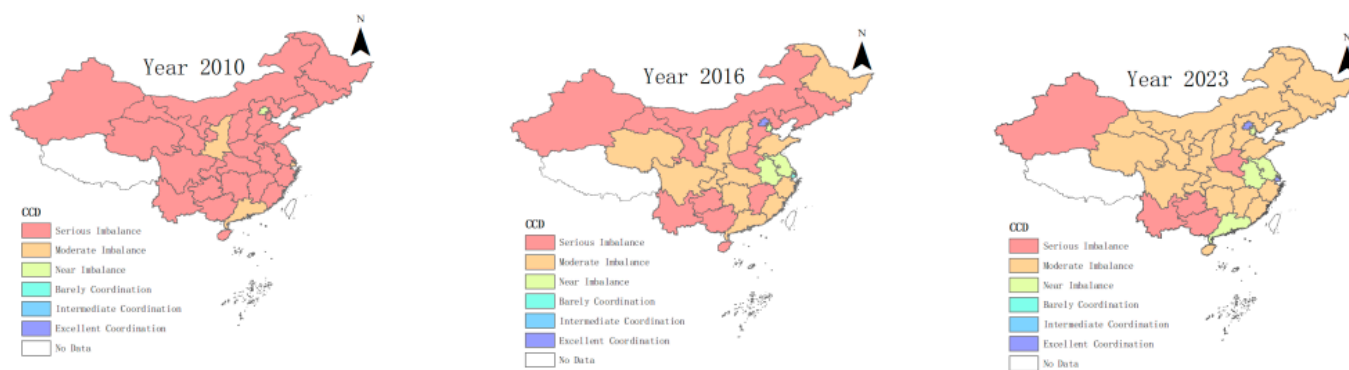 N
Year 2010
CCD
Serious Imbalance
Moderate Imbalance
Near Imbalance
Barely Coordination
Intermediate Coordination
Excellent Coordination
No Data
N
Year 2016
CCD
Serious Imbalance
Moderate Imbalance
Near Imbalance
Barely Coordination
Intermediate Coordination
Excellent Coordination
No Data
N
Year 2023
CCD
Serious Imbalance
Moderate Imbalance
Near Imbalance
Barely Coordination
Intermediate Coordination
Excellent Coordination
No Data